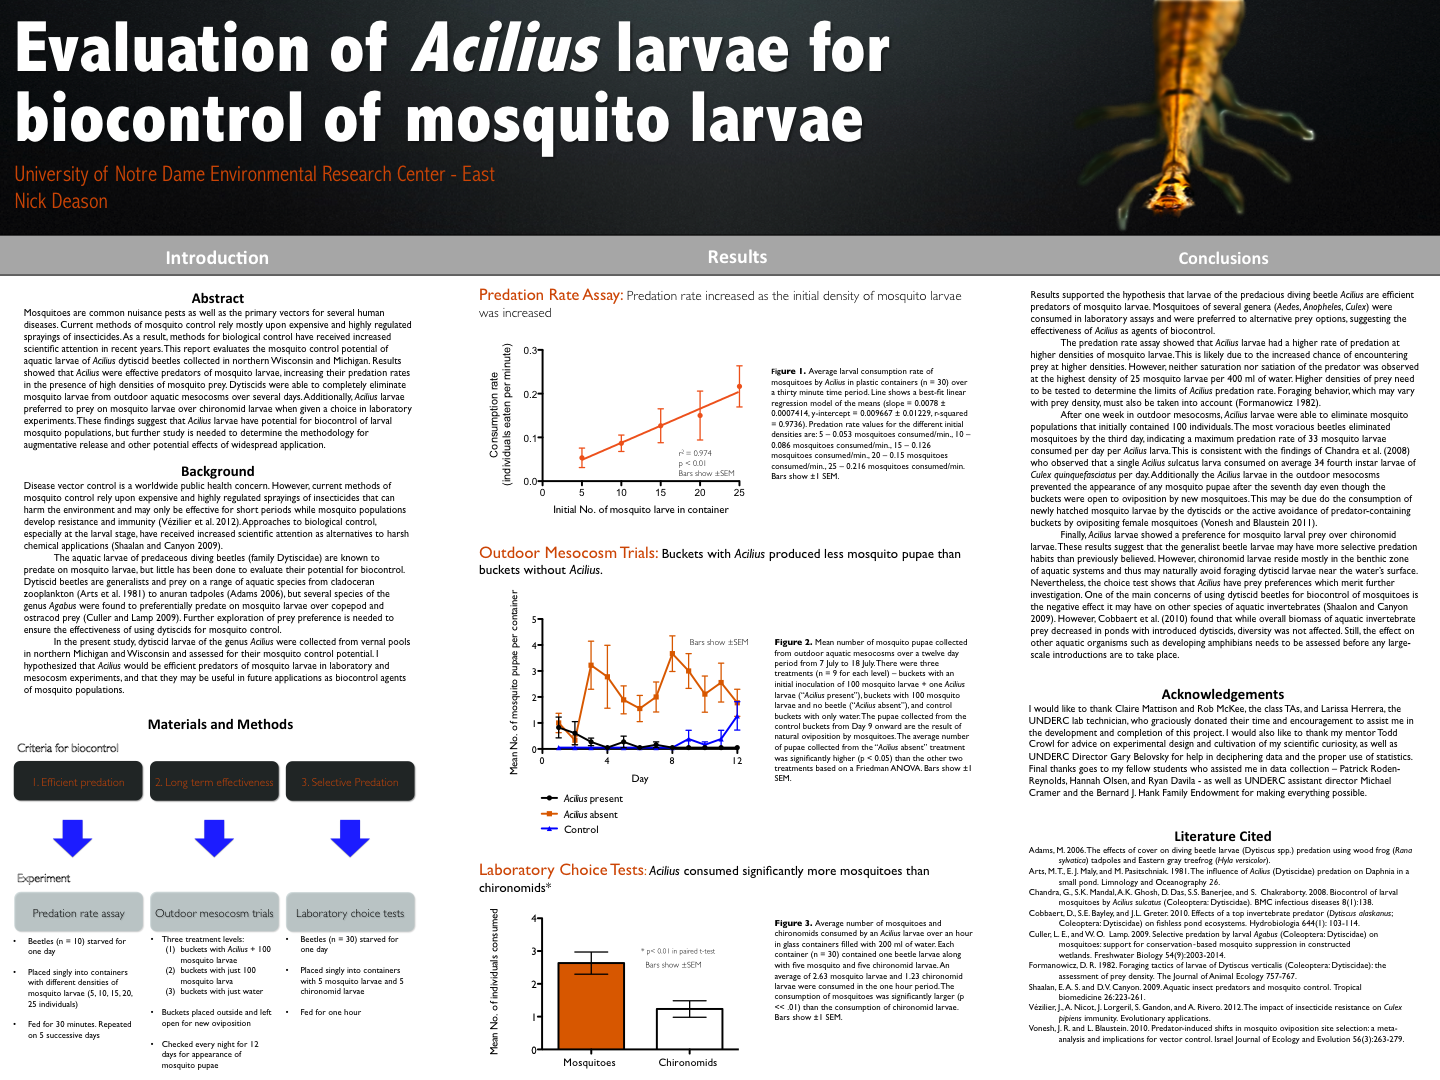 Evaluation of Acilius larvae for
biocontrol of mosquito larvae
University of Notre Dame Environmental Research Center - East
Nick Deason
Introduction
Abstract
Mosquitoes are common nuisance pests as well as the primary vectors for several human
diseases. Current methods of mosquito control rely mostly upon expensive and highly regulated
sprayings of insecticides. As a result, methods for biological control have received increased
scientific attention in recent years. This report evaluates the mosquito control potential of
aquatic larvae of Acilius dytiscid beetles collected in northern Wisconsin and Michigan. Results
showed that Acilius were effective predators of mosquito larvae, increasing their predation rates
in the presence of high densities of mosquito prey. Dytiscids were able to completely eliminate
mosquito larvae from outdoor aquatic mesocosms over several days. Additionally, Acilius larvae
preferred to prey on mosquito larvae over chironomid larvae when given a choice in laboratory
experiments. These findings suggest that Acilius larvae have potential for biocontrol of larval
mosquito populations, but further study is needed to determine the methodology for
augmentative release and other potential effects of widespread application.
Background
Disease vector control is a worldwide public health concern. However, current methods of
mosquito control rely upon expensive and highly regulated sprayings of insecticides that can
harm the environment and may only be effective for short periods while mosquito populations
develop resistance and immunity (Vézilier et al. 2012). Approaches to biological control,
especially at the larval stage, have received increased scientific attention as alternatives to harsh
chemical applications (Shaalan and Canyon 2009).
The aquatic larvae of predaceous diving beetles (family Dytiscidae) are known to
predate on mosquito larvae, but little has been done to evaluate their potential for biocontrol.
Dytiscid beetles are generalists and prey on a range of aquatic species from cladoceran
zooplankton (Arts et al. 1981) to anuran tadpoles (Adams 2006), but several species of the
genus Agabus were found to preferentially predate on mosquito larvae over copepod and
ostracod prey (Culler and Lamp 2009). Further exploration of prey preference is needed to
ensure the effectiveness of using dytiscids for mosquito control.
In the present study, dytiscid larvae of the genus Acilius were collected from vernal pools
in northern Michigan and Wisconsin and assessed for their mosquito control potential. I
hypothesized that Acilius would be efficient predators of mosquito larvae in laboratory and
mesocosm experiments, and that they may be useful in future applications as biocontrol agents
of mosquito populations.
Materials and Methods
Criteria for biocontrol
1. Efficient predation
2. Long term effectiveness
3. Selective Predation
Experiment
Predation rate assay
Outdoor mesocosm trials
Laboratory choice tests
• Beetles (n = 10) starved for
one day
• Placed singly into containers
with different densities of
mosquito larvae (5, 10, 15, 20,
25 individuals)
• Fed for 30 minutes. Repeated
on 5 successive days
• Three treatment levels:
(1) buckets with Acilius + 100
mosquito larvae
(2) buckets with just 100
mosquito larva
(3) buckets with just water
• Buckets placed outside and left
open for new oviposition
• Checked every night for 12
days for appearance of
mosquito pupae
• Beetles (n = 30) starved for
one day
• Placed singly into containers
with 5 mosquito larvae and 5
chironomid larvae
• Fed for one hour
Results
Predation Rate Assay: Predation rate increased as the initial density of mosquito larvae
was increased
Consumption rate
(individuals eaten per minute)
0.3
0.2
0.1
0.0
0 5 10 15 20 25
r² = 0.974
p < 0.01
Bars show ±SEM
Initial No. of mosquito larve in container
Figure 1. Average larval consumption rate of
mosquitoes by Acilius in plastic containers (n = 30) over
a thirty minute time period. Line shows a best-fit linear
regression model of the means (slope = 0.0078 ±
0.0007414, y-intercept = 0.009667 ± 0.01229, r-squared
= 0.9736). Predation rate values for the different initial
densities are: 5 – 0.053 mosquitoes consumed/min., 10 –
0.086 mosquitoes consumed/min., 15 – 0.126
mosquitoes consumed/min., 20 – 0.15 mosquitoes
consumed/min., 25 – 0.216 mosquitoes consumed/min.
Bars show ±1 SEM.
Outdoor Mesocosm Trials: Buckets with Acilius produced less mosquito pupae than
buckets without Acilius.
Mean No. of mosquito pupae per container
5
4
3
2
1
0
0 4 8 12
Bars show ±SEM
Day
Acilius present
Acilius absent
Control
Figure 2. Mean number of mosquito pupae collected
from outdoor aquatic mesocosms over a twelve day
period from 7 July to 18 July. There were three
treatments (n = 9 for each level) – buckets with an
initial inoculation of 100 mosquito larvae + one Acilius
larvae ("Acilius present"), buckets with 100 mosquito
larvae and no beetle ("Acilius absent"), and control
buckets with only water. The pupae collected from the
control buckets from Day 9 onward are the result of
natural oviposition by mosquitoes. The average number
of pupae collected from the "Acilius absent" treatment
was significantly higher (p < 0.05) than the other two
treatments based on a Friedman ANOVA. Bars show ±1
SEM.
Laboratory Choice Tests: Acilius consumed significantly more mosquitoes than
chironomids*
Mean No. of individuals consumed
4
3
2
1
0
* p< 0.01 in paired t-test
Bars show ±SEM
Mosquitoes Chironomids
Figure 3. Average number of mosquitoes and
chironomids consumed by an Acilius larvae over an hour
in glass containers filled with 200 ml of water. Each
container (n = 30) contained one beetle larvae along
with five mosquito and five chironomid larvae. An
average of 2.63 mosquito larvae and 1.23 chironomid
larvae were consumed in the one hour period. The
consumption of mosquitoes was significantly larger (p
<< .01) than the consumption of chironomid larvae.
Bars show ±1 SEM.
Conclusions
Results supported the hypothesis that larvae of the predacious diving beetle Acilius are efficient
predators of mosquito larvae. Mosquitoes of several genera (Aedes, Anopheles, Culex) were
consumed in laboratory assays and were preferred to alternative prey options, suggesting the
effectiveness of Acilius as agents of biocontrol.
The predation rate assay showed that Acilius larvae had a higher rate of predation at
higher densities of mosquito larvae. This is likely due to the increased chance of encountering
prey at higher densities. However, neither saturation nor satiation of the predator was observed
at the highest density of 25 mosquito larvae per 400 ml of water. Higher densities of prey need
to be tested to determine the limits of Acilius predation rate. Foraging behavior, which may vary
with prey density, must also be taken into account (Formanowicz 1982).
After one week in outdoor mesocosms, Acilius larvae were able to eliminate mosquito
populations that initially contained 100 individuals. The most voracious beetles eliminated
mosquitoes by the third day, indicating a maximum predation rate of 33 mosquito larvae
consumed per day per Acilius larva. This is consistent with the findings of Chandra et al. (2008)
who observed that a single Acilius sulcatus larva consumed on average 34 fourth instar larvae of
Culex quinquefasciatus per day. Additionally the Acilius larvae in the outdoor mesocosms
prevented the appearance of any mosquito pupae after the seventh day even though the
buckets were open to oviposition by new mosquitoes. This may be due do the consumption of
newly hatched mosquito larvae by the dytiscids or the active avoidance of predator-containing
buckets by ovipositing female mosquitoes (Vonesh and Blaustein 2011).
Finally, Acilius larvae showed a preference for mosquito larval prey over chironomid
larvae. These results suggest that the generalist beetle larvae may have more selective predation
habits than previously believed. However, chironomid larvae reside mostly in the benthic zone
of aquatic systems and thus may naturally avoid foraging dytiscid larvae near the water's surface.
Nevertheless, the choice test shows that Acilius have prey preferences which merit further
investigation. One of the main concerns of using dytiscid beetles for biocontrol of mosquitoes is
the negative effect it may have on other species of aquatic invertebrates (Shaalon and Canyon
2009). However, Cobbaert et al. (2010) found that while overall biomass of aquatic invertebrate
prey decreased in ponds with introduced dytiscids, diversity was not affected. Still, the effect on
other aquatic organisms such as developing amphibians needs to be assessed before any large-
scale introductions are to take place.
Acknowledgements
I would like to thank Claire Mattison and Rob McKee, the class TAs, and Larissa Herrera, the
UNDERC lab technician, who graciously donated their time and encouragement to assist me in
the development and completion of this project. I would also like to thank my mentor Todd
Crowl for advice on experimental design and cultivation of my scientific curiosity, as well as
UNDERC Director Gary Belovsky for help in deciphering data and the proper use of statistics.
Final thanks goes to my fellow students who assisted me in data collection – Patrick Roden-
Reynolds, Hannah Olsen, and Ryan Davila - as well as UNDERC assistant director Michael
Cramer and the Bernard J. Hank Family Endowment for making everything possible.
Literature Cited
Adams, M. 2006. The effects of cover on diving beetle larvae (Dytiscus spp.) predation using wood frog (Rana
sylvatica) tadpoles and Eastern gray treefrog (Hyla versicolor).
Arts, M. T., E. J. Maly, and M. Pasitschniak. 1981. The influence of Acilius (Dytiscidae) predation on Daphnia in a
small pond. Limnology and Oceanography 26.
Chandra, G., S.K. Mandal, A.K. Ghosh, D. Das, S.S. Banerjee, and S. Chakraborty. 2008. Biocontrol of larval
mosquitoes by Acilius sulcatus (Coleoptera: Dytiscidae). BMC infectious diseases 8(1):138.
Cobbaert, D., S.E. Bayley, and J.L. Greter. 2010. Effects of a top invertebrate predator (Dytiscus alaskanus;
Coleoptera: Dytiscidae) on fishless pond ecosystems. Hydrobiologia 644(1): 103-114.
Culler, L. E., and W. O. Lamp. 2009. Selective predation by larval Agabus (Coleoptera: Dytiscidae) on
mosquitoes: support for conservation-based mosquito suppression in constructed
wetlands. Freshwater Biology 54(9):2003-2014.
Formanowicz, D. R. 1982. Foraging tactics of larvae of Dytiscus verticalis (Coleoptera: Dytiscidae): the
assessment of prey density. The Journal of Animal Ecology 757-767.
Shaalan, E. A. S. and D.V. Canyon. 2009. Aquatic insect predators and mosquito control. Tropical
biomedicine 26:223-261.
Vézilier, J., A. Nicot, J. Lorgeril, S. Gandon, and A. Rivero. 2012. The impact of insecticide resistance on Culex
pipiens immunity. Evolutionary applications.
Vonesh, J. R. and L. Blaustein. 2010. Predator-induced shifts in mosquito oviposition site selection: a meta-
analysis and implications for vector control. Israel Journal of Ecology and Evolution 56(3):263-279.